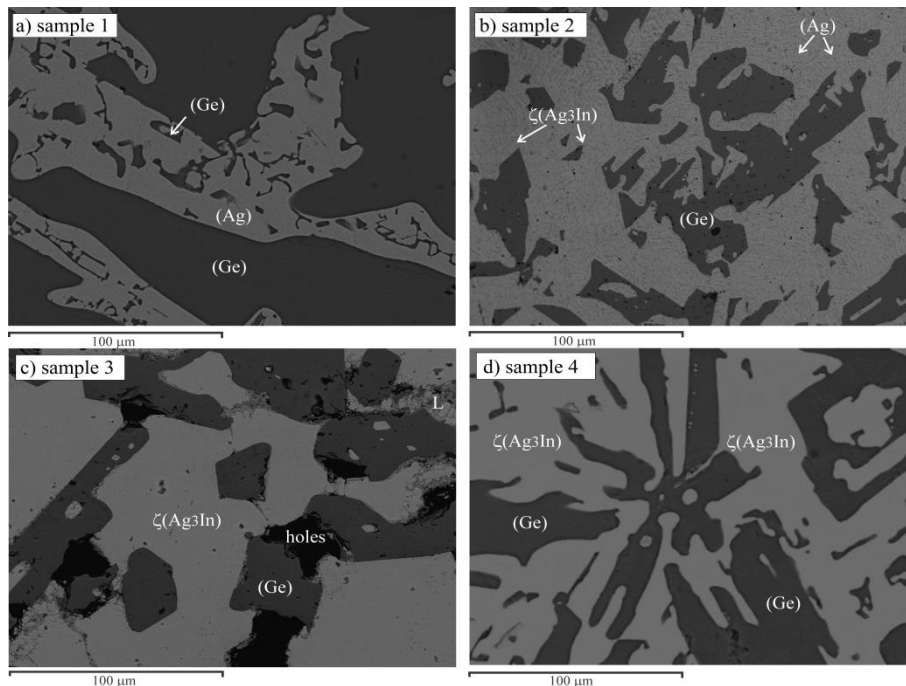 a) sample 1
(Ge)
(Ag)
(Ge)
100 μm
b) sample 2
(Ag)
ζ(Ag3In)
(Ge)
100 μm
c) sample 3
L
ζ(Ag3In)
holes
(Ge)
100 μm
d) sample 4
ζ(Ag3In)
ζ(Ag3In)
(Ge)
(Ge)
100 μm